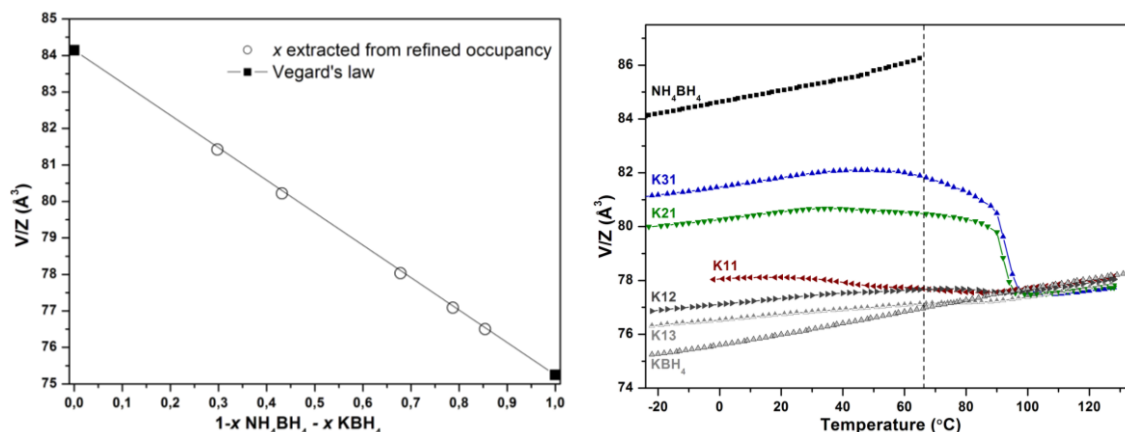 85
84
83
82
81
80
79
78
77
76
75
V/Z (Å³)
○ x extracted from refined occupancy
■ Vegard's law
0,0 0,1 0,2 0,3 0,4 0,5 0,6 0,7 0,8 0,9 1,0
1-x NH₄BH₄ - x KBH₄
86
84
82
80
78
76
74
V/Z (Å³)
NH₄BH₄
K31
K21
K11
K12
K13
KBH₄
-20 0 20 40 60 80 100 120
Temperature (°C)